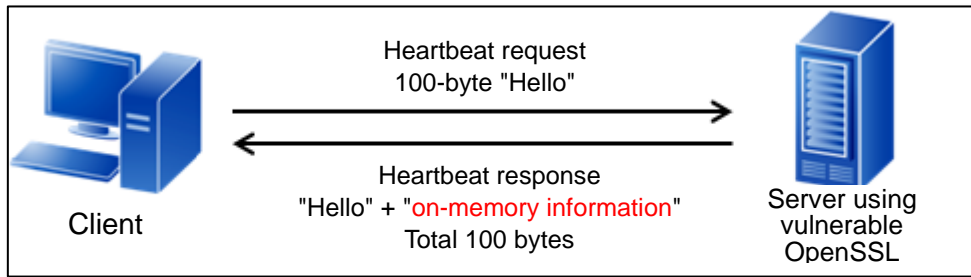 Heartbeat request
100-byte "Hello"
Heartbeat response
"Hello" + "on-memory information"
Total 100 bytes
Client
Server using
vulnerable
OpenSSL